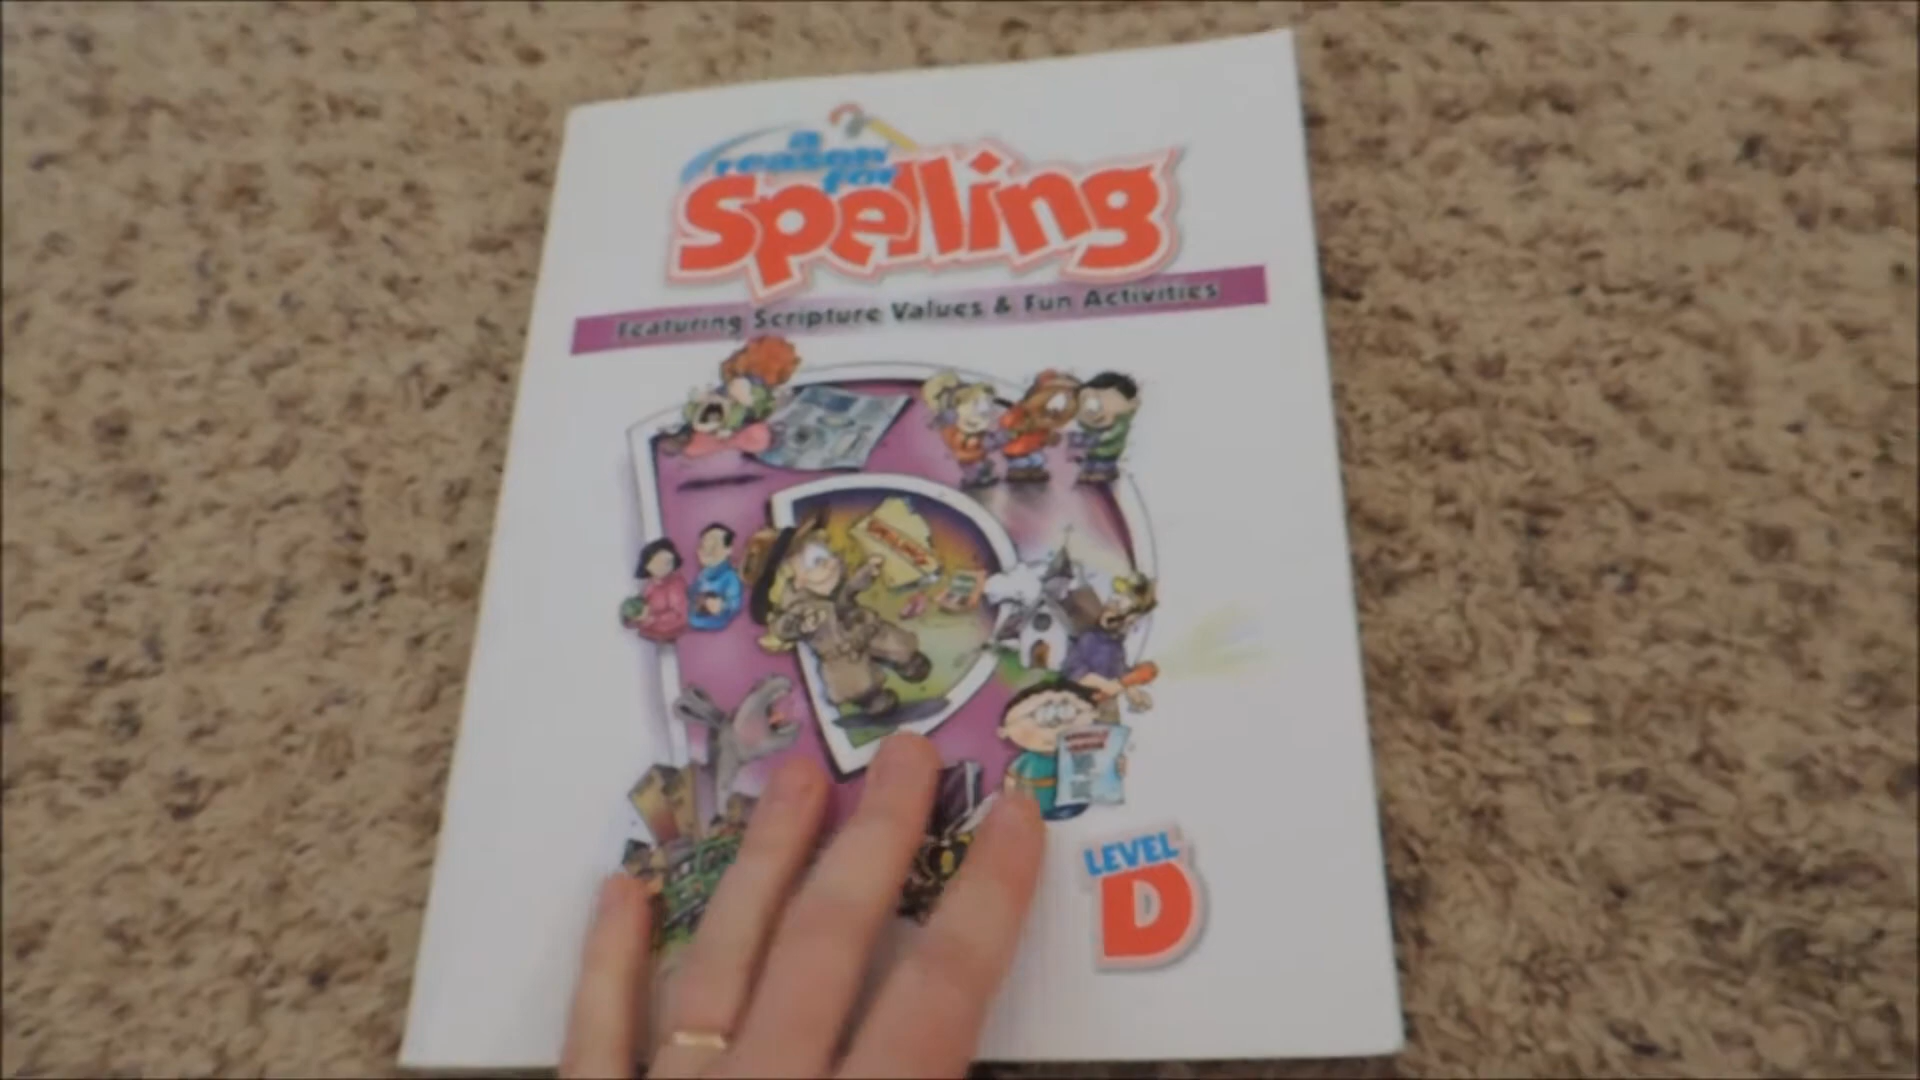 a
reason
for
Spelling
Featuring Scripture Values & Fun Activities
LEVEL
D